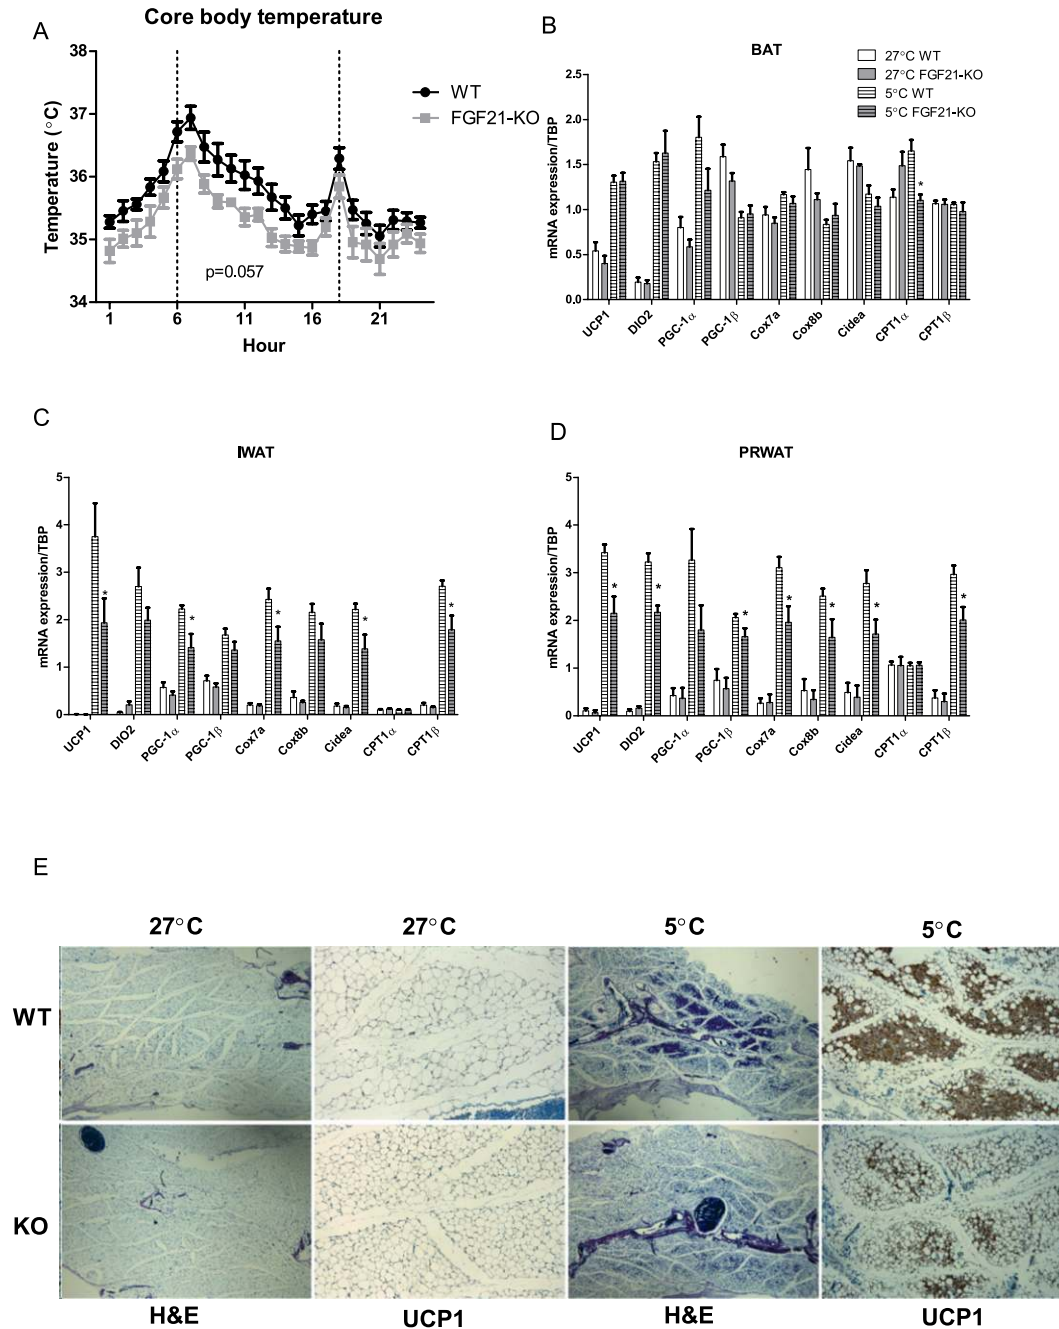 A
Core body temperature
Temperature (°C)
38
37
36
35
34
WT
FGF21-KO
p=0.057
1
6
11
16
21
Hour
B
BAT
27°C WT
27°C FGF21-KO
5°C WT
5°C FGF21-KO
mRNA expression/TBP
2.5
2.0
1.5
1.0
0.5
0.0
*
UCP1
DIO2
PGC-1α
PGC-1β
Cox7a
Cox8b
Cidea
CPT1α
CPT1β
C
IWAT
mRNA expression/TBP
5
4
3
2
1
0
*
*
*
*
*
UCP1
DIO2
PGC-1α
PGC-1β
Cox7a
Cox8b
Cidea
CPT1α
CPT1β
D
PRWAT
mRNA expression/TBP
5
4
3
2
1
0
*
*
*
*
*
*
*
UCP1
DIO2
PGC-1α
PGC-1β
Cox7a
Cox8b
Cidea
CPT1α
CPT1β
E
27°C 27°C 5°C 5°C
WT
KO
H&E UCP1 H&E UCP1